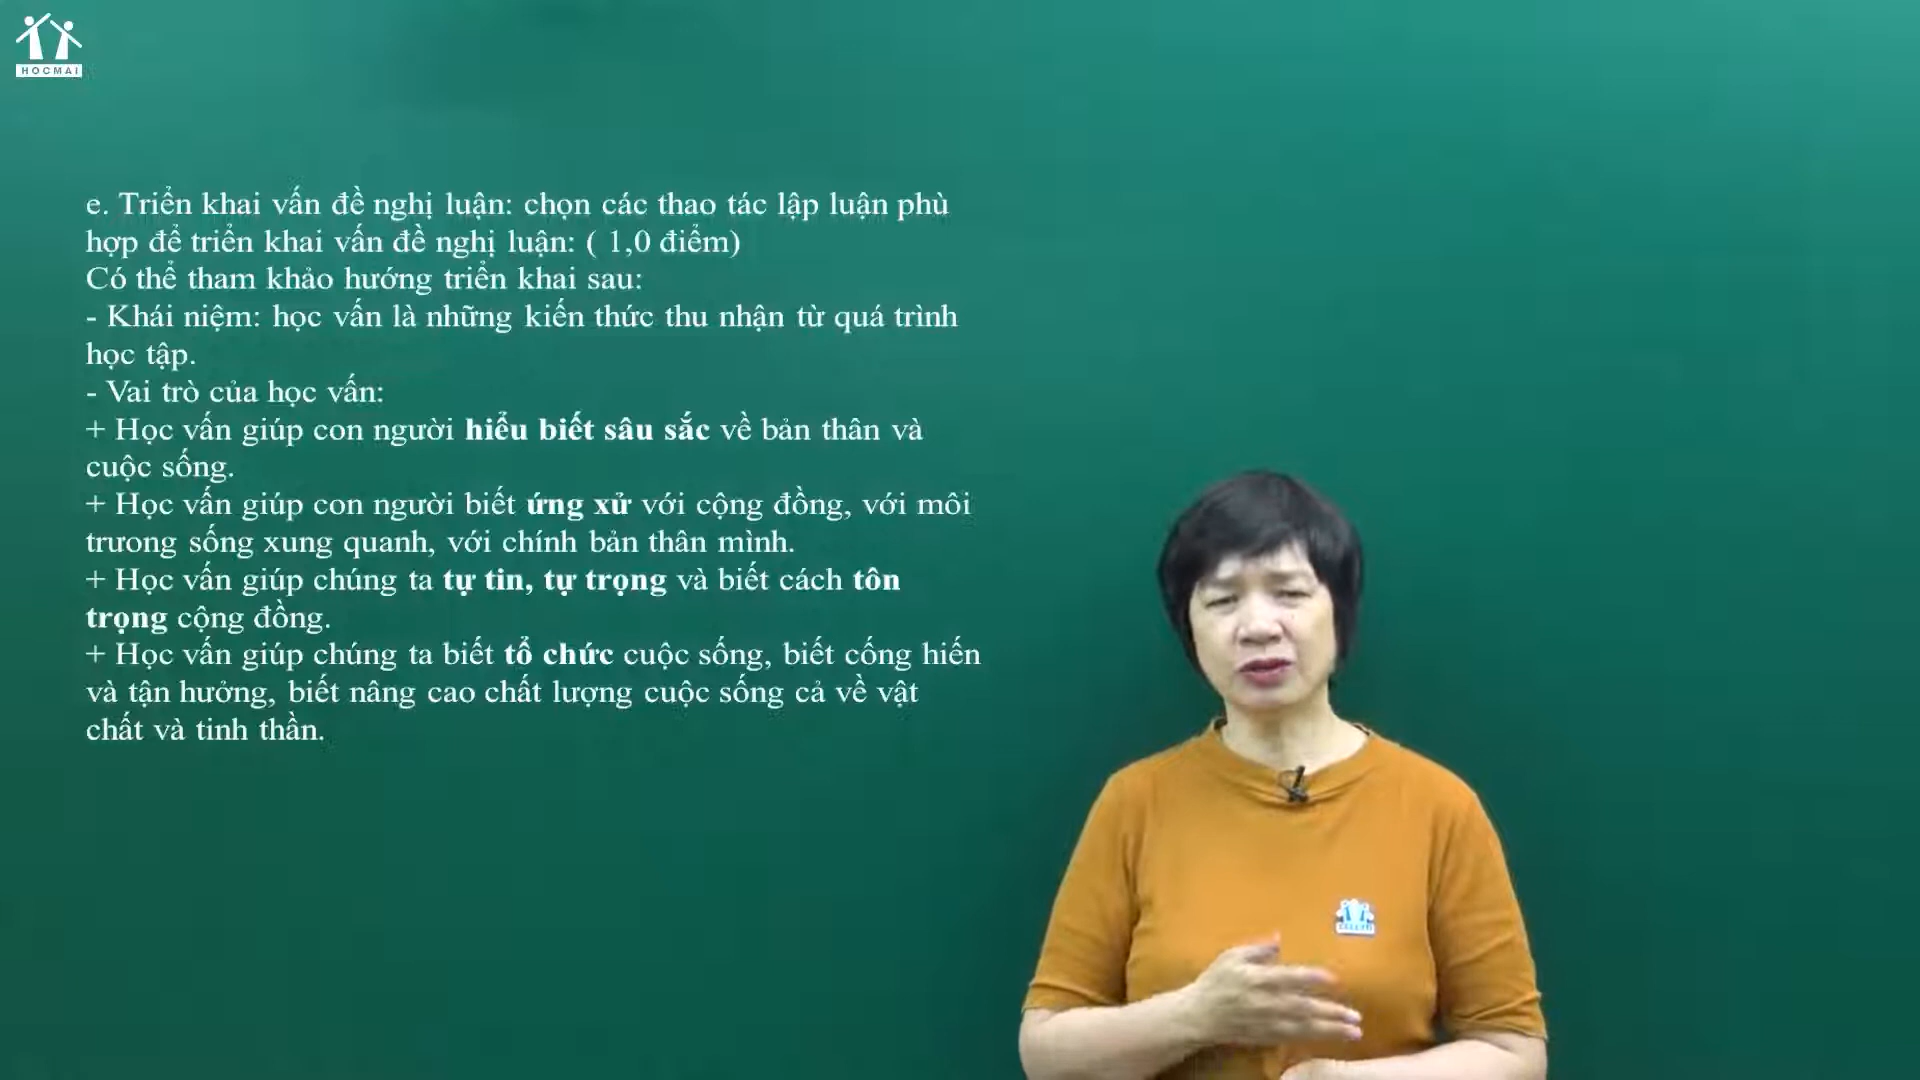 HOCMAI
e. Triển khai vấn đề nghị luận: chọn các thao tác lập luận phù
hợp để triển khai vấn đề nghị luận: ( 1,0 điểm)
Có thể tham khảo hướng triển khai sau:
- Khái niệm: học vấn là những kiến thức thu nhận từ quá trình
học tập.
- Vai trò của học vấn:
+ Học vấn giúp con người hiểu biết sâu sắc về bản thân và
cuộc sống.
+ Học vấn giúp con người biết ứng xử với cộng đồng, với môi
trưong sống xung quanh, với chính bản thân mình.
+ Học vấn giúp chúng ta tự tin, tự trọng và biết cách tôn
trọng cộng đồng.
+ Học vấn giúp chúng ta biết tổ chức cuộc sống, biết cống hiến
và tận hưởng, biết nâng cao chất lượng cuộc sống cả về vật
chất và tinh thần.